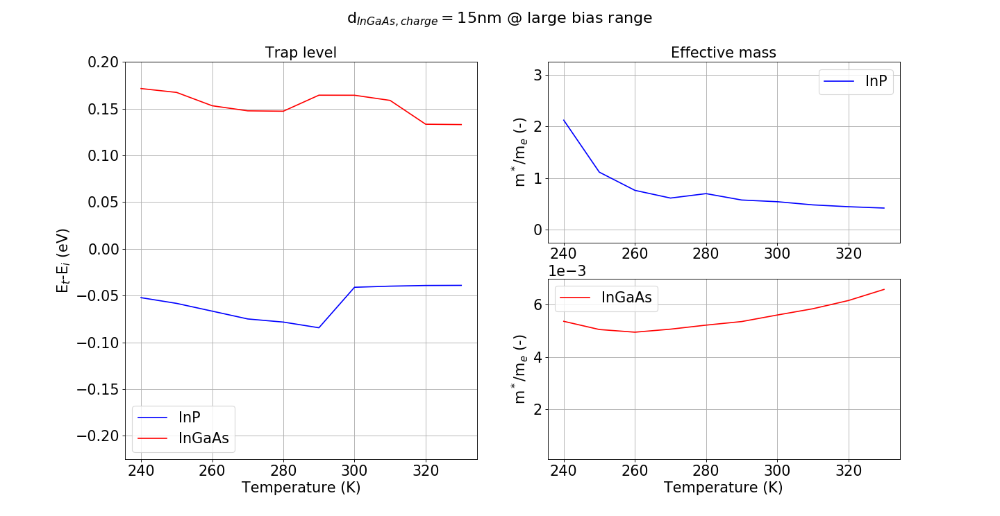 d_InGaAs,charge = 15nm @ large bias range
Trap level
E_t-E_i (eV)
0.20
0.15
0.10
0.05
0.00
−0.05
−0.10
−0.15
−0.20
InP
InGaAs
240 260 280 300 320
Temperature (K)
Effective mass
m*/m_e (-)
3
2
1
0
InP
240 260 280 300 320
1e−3
m*/m_e (-)
6
4
2
InGaAs
240 260 280 300 320
Temperature (K)